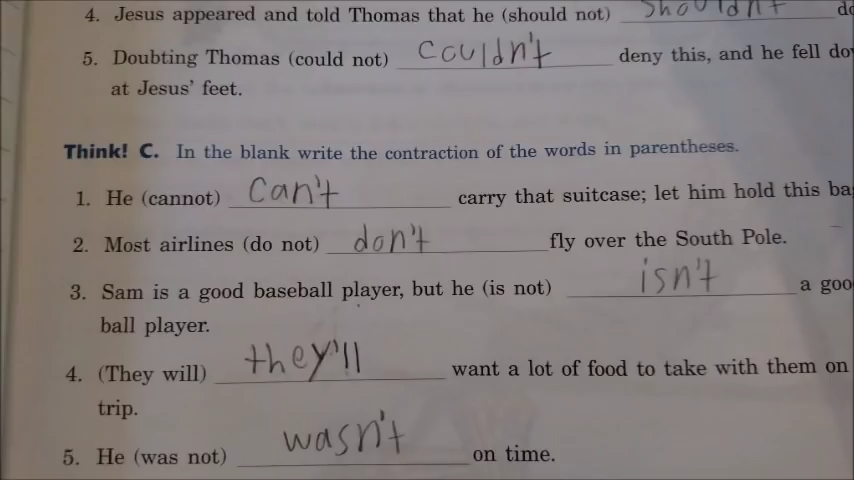 4. Jesus appeared and told Thomas that he (should not) shouldn't
5. Doubting Thomas (could not) couldn't deny this, and he fell
at Jesus' feet.
Think! C. In the blank write the contraction of the words in parentheses.
1. He (cannot) can't carry that suitcase; let him hold this
2. Most airlines (do not) don't fly over the South Pole.
3. Sam is a good baseball player, but he (is not) isn't a
ball player.
4. (They will) they'll want a lot of food to take with them on
trip.
5. He (was not) wasn't on time.